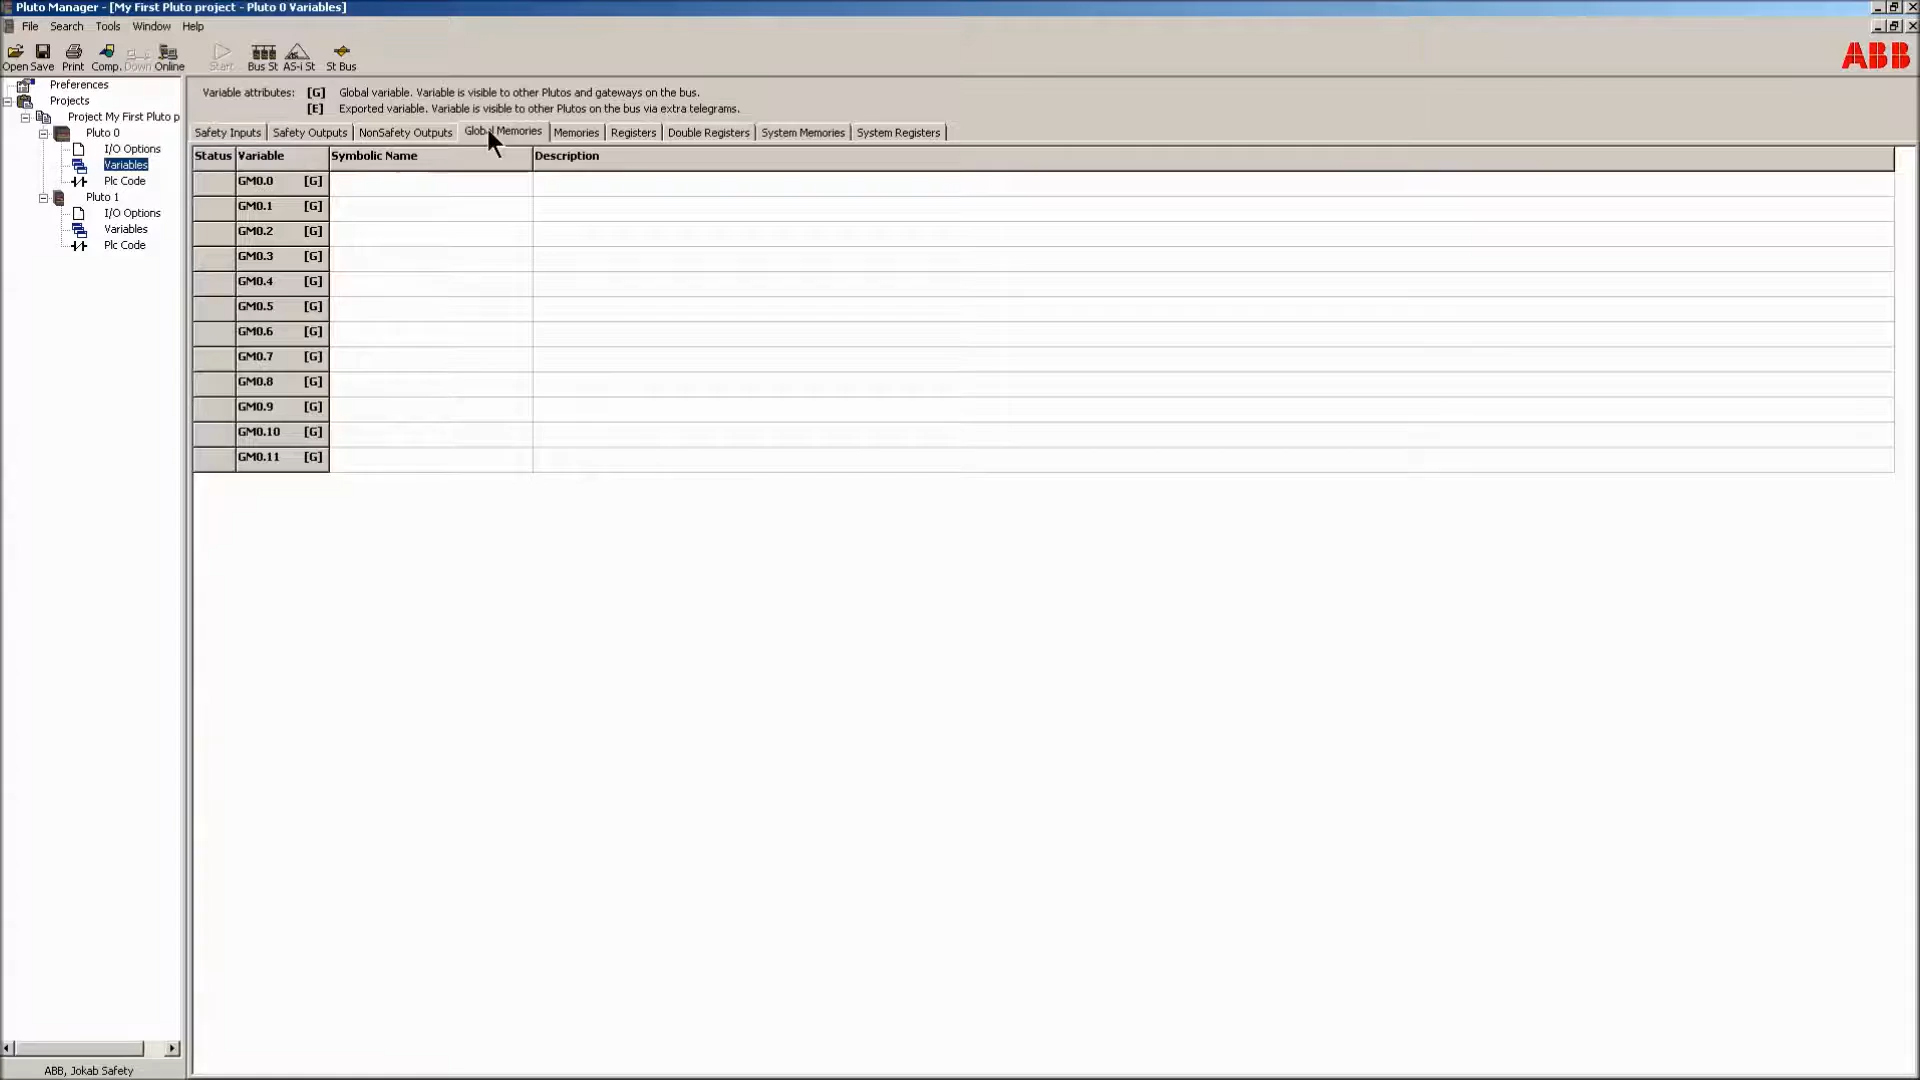 Pluto Manager - [My First Pluto project - Pluto 0 Variables]
File Search Tools Window Help
Open Save Print Comp. Down Online Start Bus St AS-i St St Bus
ABB
Preferences
Projects
Project My First Pluto p
Pluto 0
I/O Options
Variables
Plc Code
Pluto 1
I/O Options
Variables
Plc Code
ABB, Jokab Safety
Variable attributes: [G] Global variable. Variable is visible to other Plutos and gateways on the bus.
[E] Exported variable. Variable is visible to other Plutos on the bus via extra telegrams.
Safety Inputs Safety Outputs NonSafety Outputs Global Memories Memories Registers Double Registers System Memories System Registers
Status Variable Symbolic Name Description
GM0.0 [G]
GM0.1 [G]
GM0.2 [G]
GM0.3 [G]
GM0.4 [G]
GM0.5 [G]
GM0.6 [G]
GM0.7 [G]
GM0.8 [G]
GM0.9 [G]
GM0.10 [G]
GM0.11 [G]